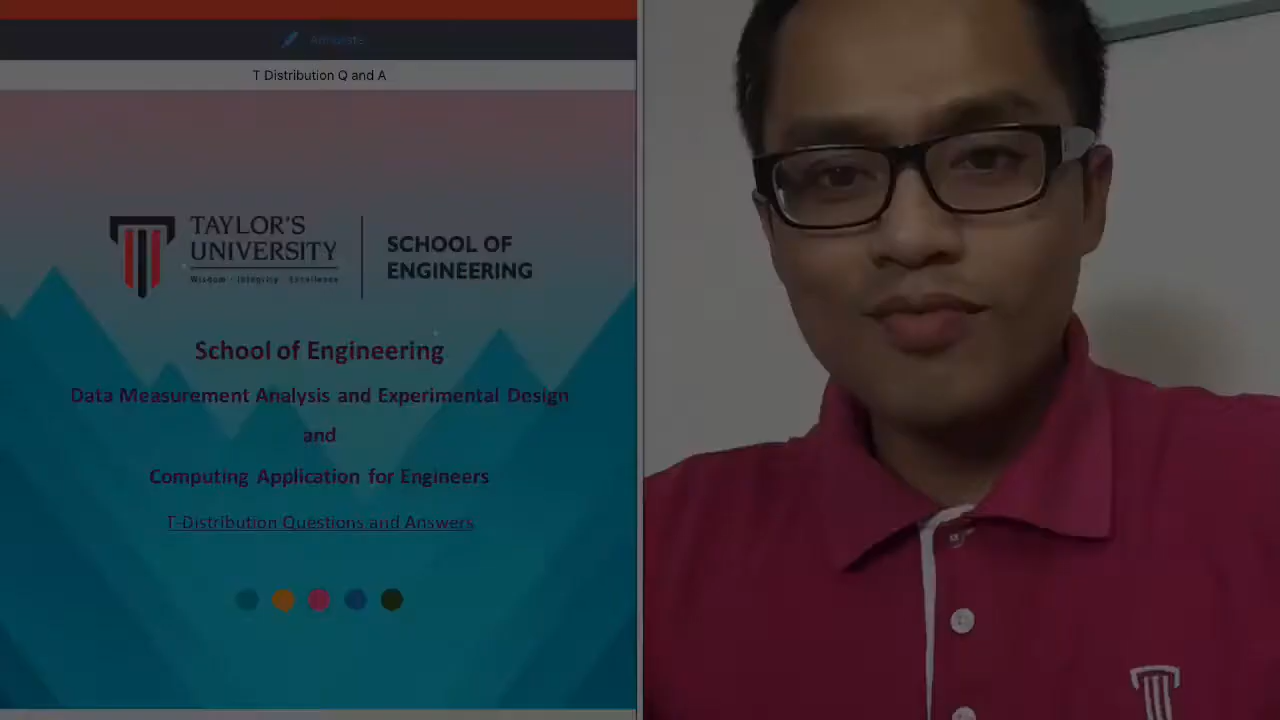 Annotate
T Distribution Q and A
TAYLOR'S
UNIVERSITY
Wisdom · Integrity · Excellence
SCHOOL OF
ENGINEERING
School of Engineering
Data Measurement Analysis and Experimental Design
and
Computing Application for Engineers
T-Distribution Questions and Answers